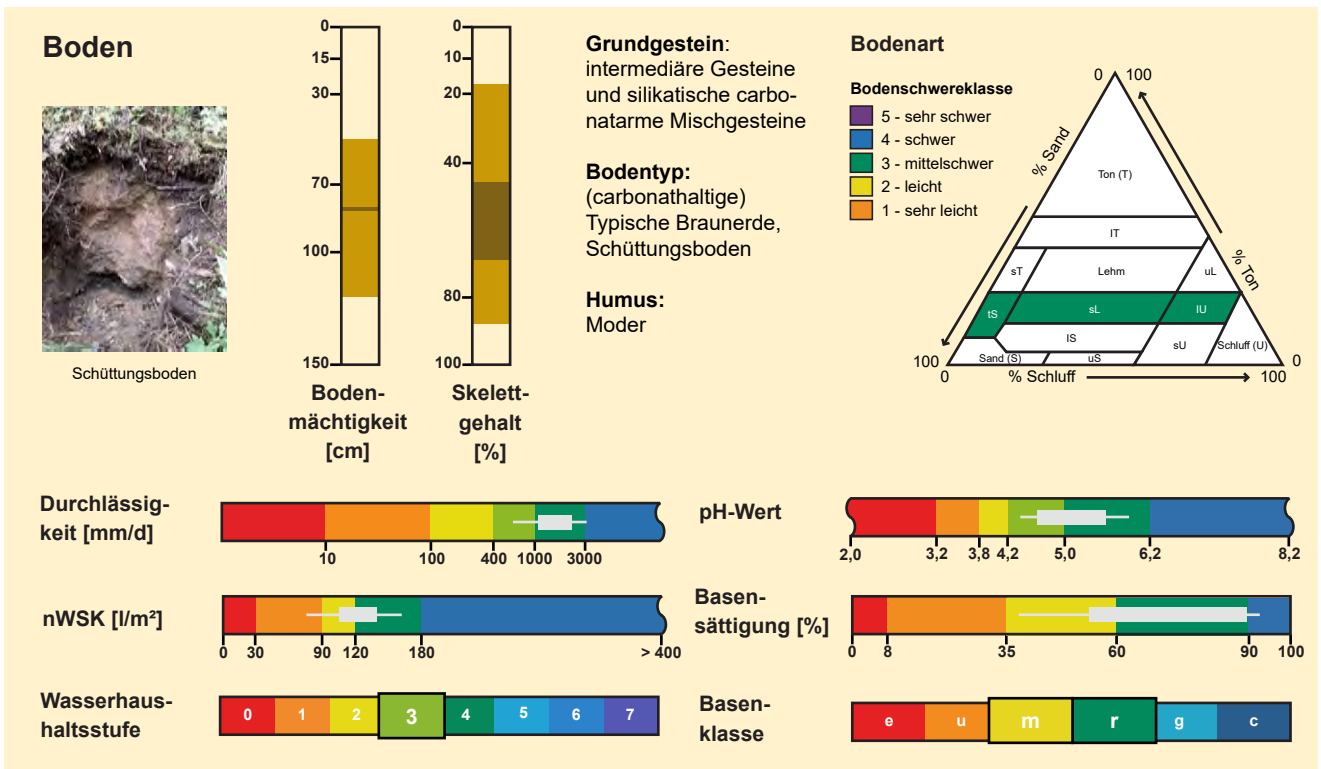 Boden
Schüttungsboden
0
15
30
70
100
150
Boden-
mächtigkeit
[cm]
0
10
20
40
80
100
Skelett-
gehalt
[%]
Grundgestein:
intermediäre Gesteine
und silikatische carbo-
natarme Mischgesteine
Bodentyp:
(carbonathaltige)
Typische Braunerde,
Schüttungsboden
Humus:
Moder
Bodenart
Bodenschwereklasse
5 - sehr schwer
4 - schwer
3 - mittelschwer
2 - leicht
1 - sehr leicht
0 100
% Sand
% Ton
Ton (T)
lT
sT Lehm uL
tS sL lU
lS sU Schluff (U)
Sand (S) uS
100 0
0 % Schluff 100
Durchlässig-
keit [mm/d]
10 100 400 1000 3000
pH-Wert
2,0 3,2 3,8 4,2 5,0 6,2 8,2
nWSK [l/m²]
0 30 90 120 180 > 400
Basen-
sättigung [%]
0 8 35 60 90 100
Wasserhaus-
haltsstufe
0 1 2 3 4 5 6 7
Basen-
klasse
e u m r g c